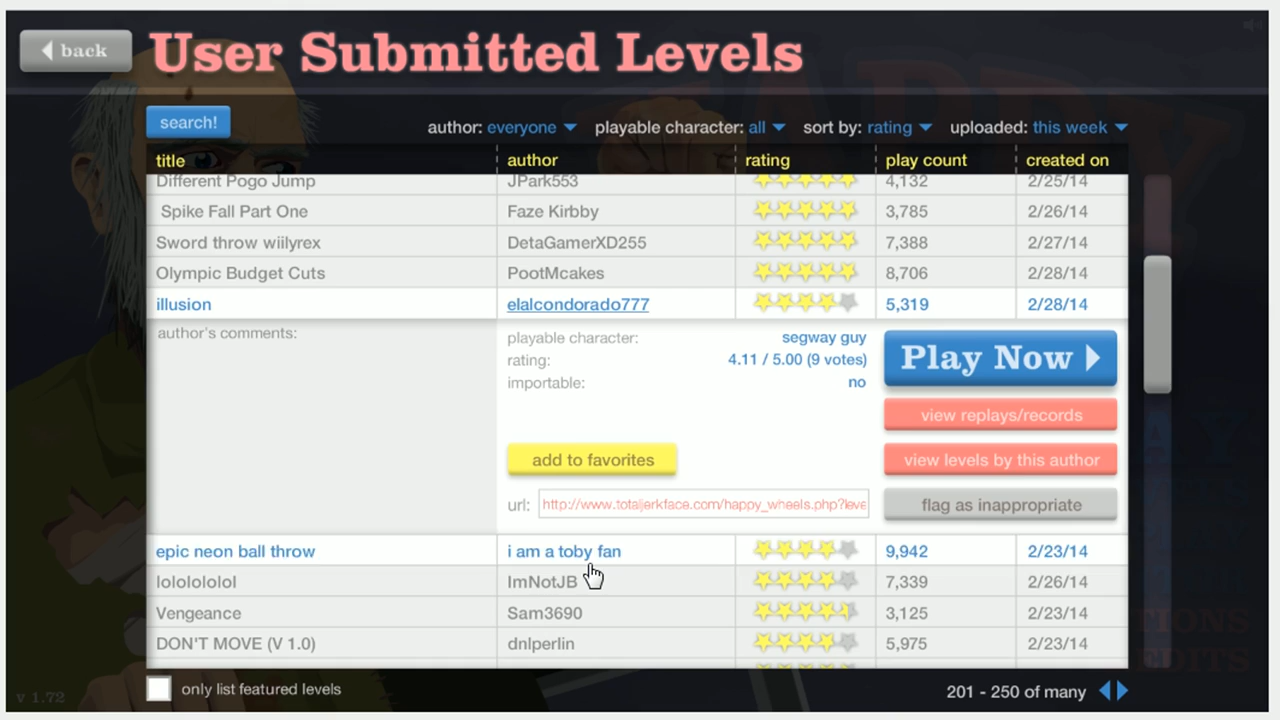 back
User Submitted Levels
search!
author: everyone playable character: all sort by: rating uploaded: this week
title author rating play count created on
Different Pogo Jump JPark553 4,132 2/25/14
Spike Fall Part One Faze Kirbby 3,785 2/26/14
Sword throw wiilyrex DetaGamerXD255 7,388 2/27/14
Olympic Budget Cuts PootMcakes 8,706 2/28/14
illusion elalcondorado777 5,319 2/28/14
author's comments:
playable character: segway guy
rating: 4.11 / 5.00 (9 votes)
importable: no
Play Now
view replays/records
add to favorites
view levels by this author
url: http://www.totaljerkface.com/happy_wheels.php?leve
flag as inappropriate
epic neon ball throw i am a toby fan 9,942 2/23/14
lolololololol ImNotJB 7,339 2/26/14
Vengeance Sam3690 3,125 2/23/14
DON'T MOVE (V 1.0) dnlperlin 5,975 2/23/14
only list featured levels
201 - 250 of many
v 1.72